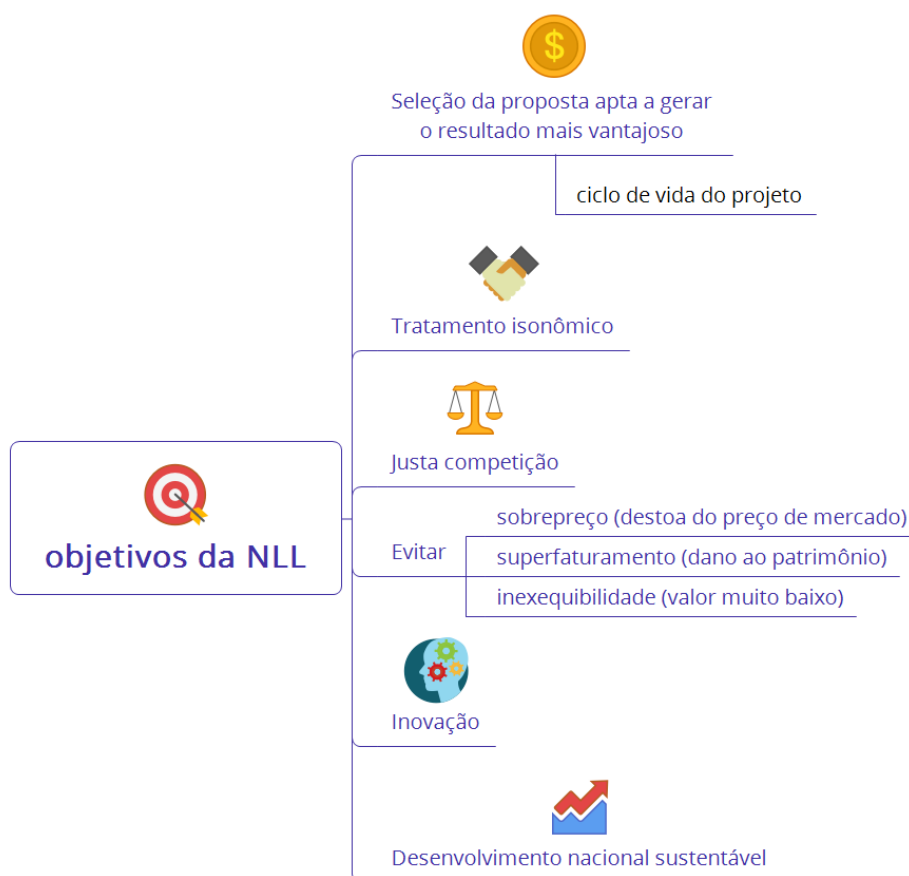 $
Seleção da proposta apta a gerar
o resultado mais vantajoso
ciclo de vida do projeto
Tratamento isonômico
Justa competição
objetivos da NLL
Evitar
sobrepreço (destoa do preço de mercado)
superfaturamento (dano ao patrimônio)
inexequibilidade (valor muito baixo)
Inovação
Desenvolvimento nacional sustentável